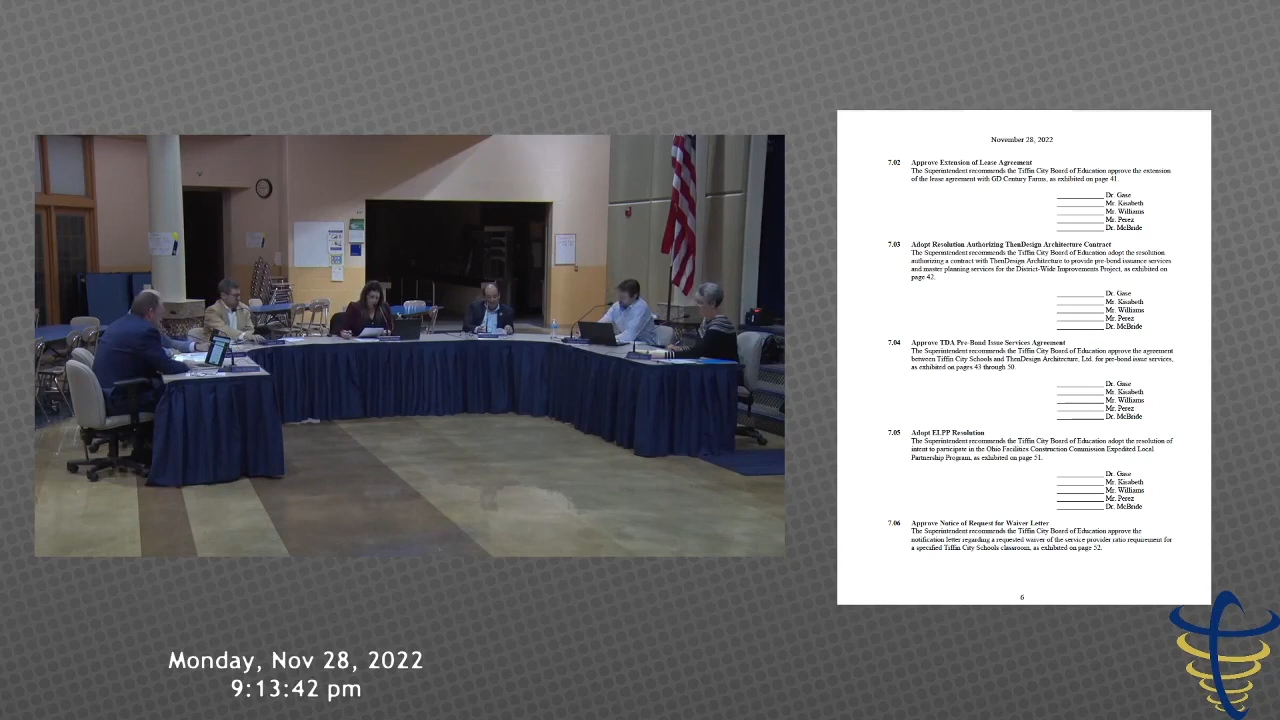 November 28, 2022
7.02 Approve Extension of Lease Agreement
The Superintendent recommends the Tiffin City Board of Education approve the extension
of the lease agreement with GD Century Farms, as exhibited on page 41.
Dr. Gase
Mr. Kisabeth
Mr. Williams
Mr. Perez
Dr. McBride
7.03 Adopt Resolution Authorizing ThenDesign Architecture Contract
The Superintendent recommends the Tiffin City Board of Education adopt the resolution
authorizing a contract with ThenDesign Architecture to provide pre-bond issuance services
and master planning services for the District-Wide Improvements Project, as exhibited on
page 42.
Dr. Gase
Mr. Kisabeth
Mr. Williams
Mr. Perez
Dr. McBride
7.04 Approve TDA Pre-Bond Issue Services Agreement
The Superintendent recommends the Tiffin City Board of Education approve the agreement
between Tiffin City Schools and ThenDesign Architecture, Ltd. for pre-bond issue services,
as exhibited on pages 43 through 50.
Dr. Gase
Mr. Kisabeth
Mr. Williams
Mr. Perez
Dr. McBride
7.05 Adopt ELPP Resolution
The Superintendent recommends the Tiffin City Board of Education adopt the resolution of
intent to participate in the Ohio Facilities Construction Commission Expedited Local
Partnership Program, as exhibited on page 51.
Dr. Gase
Mr. Kisabeth
Mr. Williams
Mr. Perez
Dr. McBride
7.06 Approve Notice of Request for Waiver Letter
The Superintendent recommends the Tiffin City Board of Education approve the
notification letter regarding a requested waiver of the service provider ratio requirement for
a specified Tiffin City Schools classroom, as exhibited on page 52.
6
Monday, Nov 28, 2022
9:13:42 pm